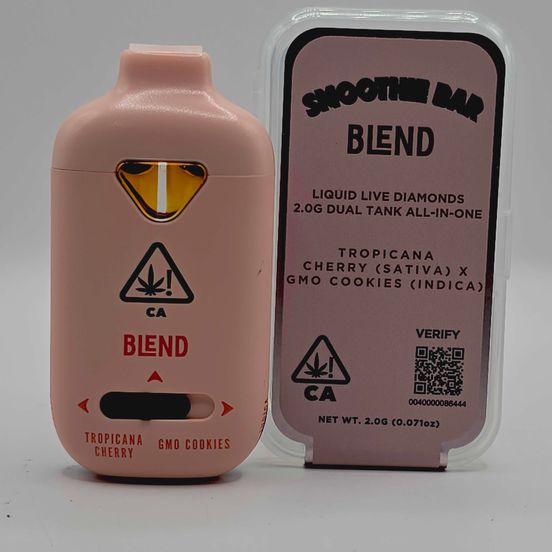 CA
BLEND
TROPICANA
CHERRY
GMO COOKIES
SMOOTHIE BAR
BLEND
LIQUID LIVE DIAMONDS
2.0G DUAL TANK ALL-IN-ONE
TROPICANA
CHERRY (SATIVA) X
GMO COOKIES (INDICA)
VERIFY
0040000086444
CA
NET WT. 2.0G (0.071oz)